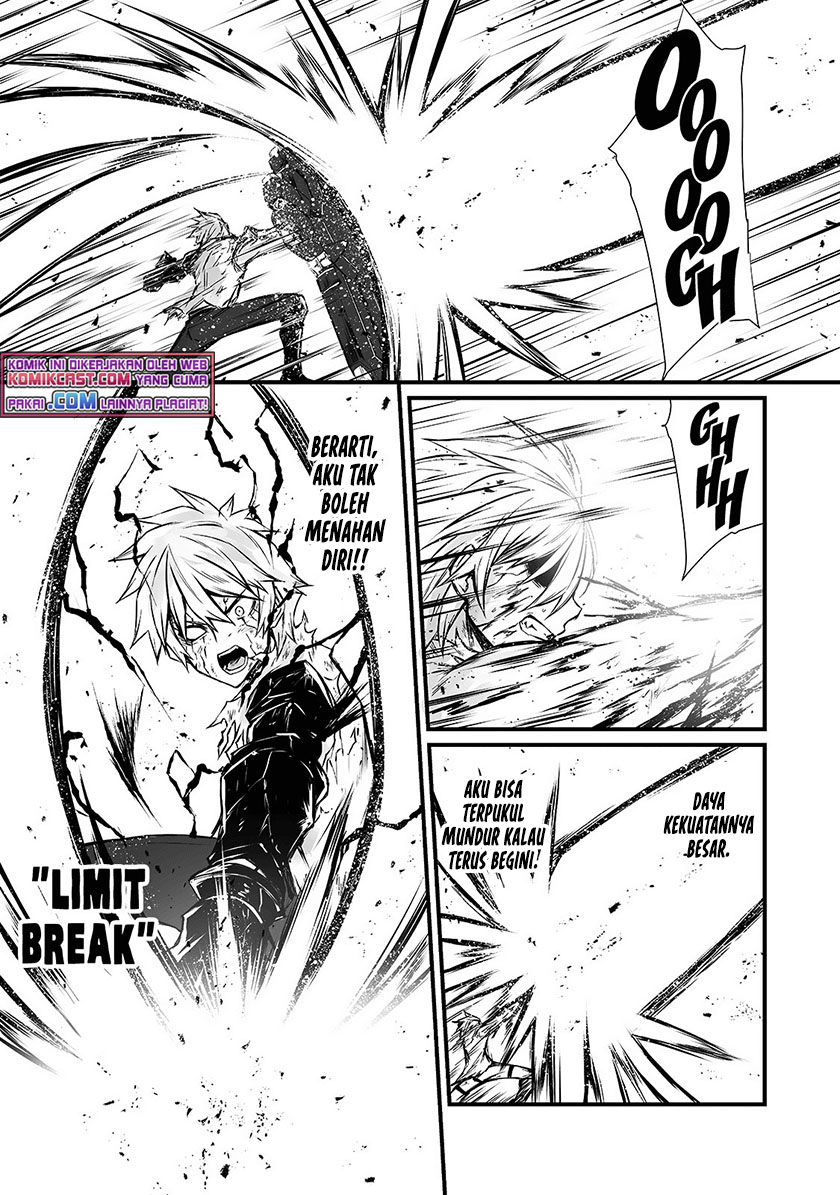 OOOOOOGH
KOMIK INI DIKERJAKAN OLEH WEB
KOMIKCAST.COM YANG CUMA
PAKAI .COM LAINNYA PLAGIAT!
GHHH
DAYA
KEKUATANNYA
BESAR.
AKU BISA
TERPUKUL
MUNDUR KALAU
TERUS BEGINI!
BERARTI,
AKU TAK
BOLEH
MENAHAN
DIRI!!
"LIMIT
BREAK"